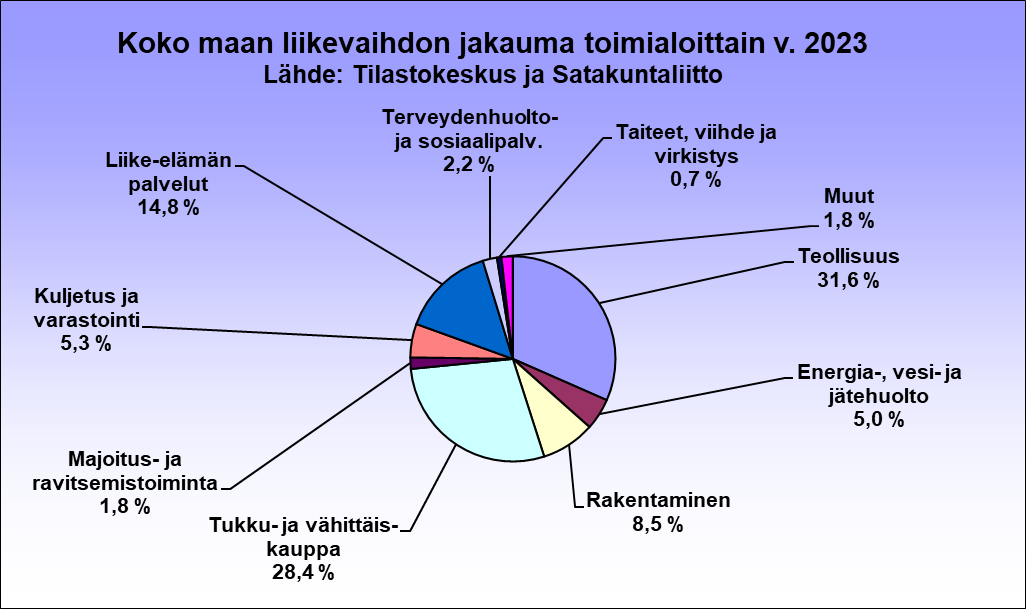 Koko maan liikevaihdon jakauma toimialoittain v. 2023
Lähde: Tilastokeskus ja Satakuntaliitto
Terveydenhuolto-
ja sosiaalipalv.
2,2 %
Taiteet, viihde ja
virkistys
0,7 %
Liike-elämän
palvelut
14,8 %
Muut
1,8 %
Teollisuus
31,6 %
Kuljetus ja
varastointi
5,3 %
Energia-, vesi- ja
jätehuolto
5,0 %
Majoitus- ja
ravitsemistoiminta
1,8 %
Rakentaminen
8,5 %
Tukku- ja vähittäis-
kauppa
28,4 %